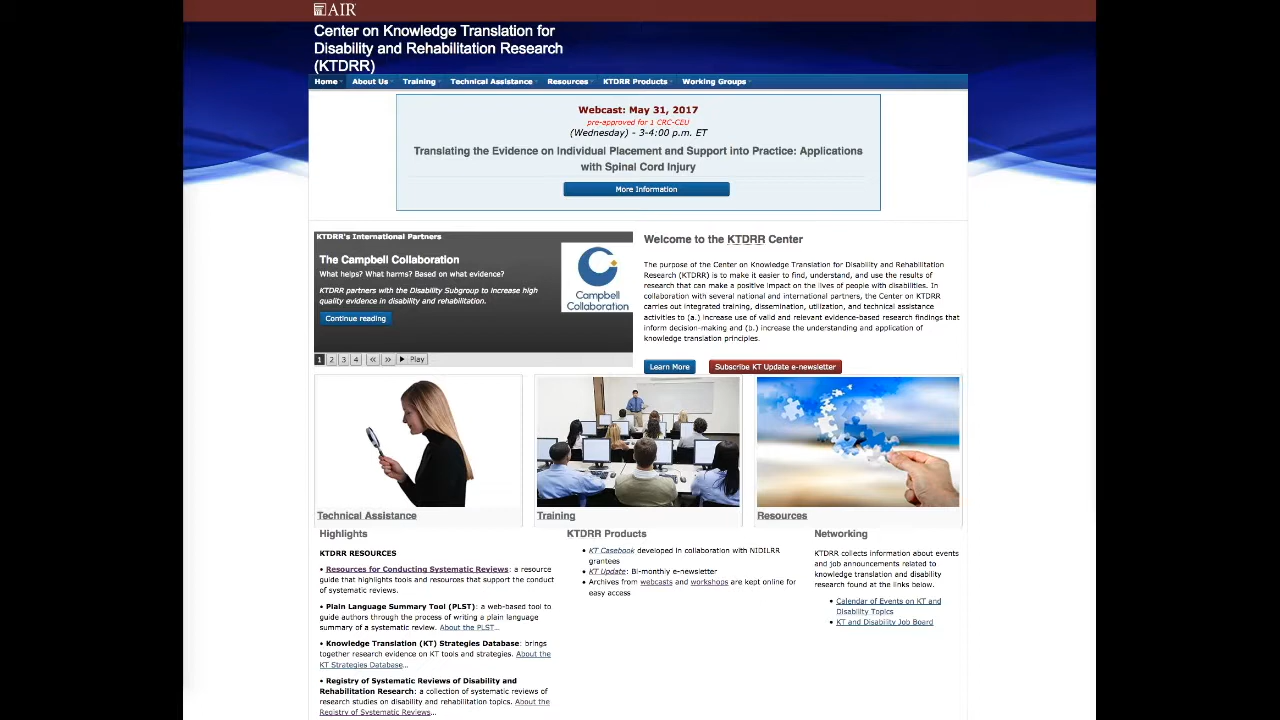 AIR
Center on Knowledge Translation for
Disability and Rehabilitation Research
(KTDRR)
Home About Us Training Technical Assistance Resources KTDRR Products Working Groups
Webcast: May 31, 2017
pre-approved for 1 CRC-CEU
(Wednesday) - 3-4:00 p.m. ET
Translating the Evidence on Individual Placement and Support into Practice: Applications
with Spinal Cord Injury
More Information
KTDRR's International Partners
The Campbell Collaboration
What helps? What harms? Based on what evidence?
KTDRR partners with the Disability Subgroup to increase high
quality evidence in disability and rehabilitation.
Continue reading
Campbell
Collaboration
1 2 3 4 « » Play
Welcome to the KTDRR Center
The purpose of the Center on Knowledge Translation for Disability and Rehabilitation
Research (KTDRR) is to make it easier to find, understand, and use the results of
research that can make a positive impact on the lives of people with disabilities. In
collaboration with several national and international partners, the Center on KTDRR
carries out integrated training, dissemination, utilization, and technical assistance
activities to (a.) increase use of valid and relevant evidence-based research findings that
inform decision-making and (b.) increase the understanding and application of
knowledge translation principles.
Learn More Subscribe KT Update e-newsletter
Technical Assistance
Training
Resources
Highlights
KTDRR RESOURCES
• Resources for Conducting Systematic Reviews: a resource
guide that highlights tools and resources that support the conduct
of systematic reviews.
• Plain Language Summary Tool (PLST): a web-based tool to
guide authors through the process of writing a plain language
summary of a systematic review. About the PLST...
• Knowledge Translation (KT) Strategies Database: brings
together research evidence on KT tools and strategies. About the
KT Strategies Database...
• Registry of Systematic Reviews of Disability and
Rehabilitation Research: a collection of systematic reviews of
research studies on disability and rehabilitation topics. About the
Registry of Systematic Reviews...
KTDRR Products
• KT Casebook developed in collaboration with NIDILRR
grantees
• KT Update: Bi-monthly e-newsletter
• Archives from webcasts and workshops are kept online for
easy access
Networking
KTDRR collects information about events
and job announcements related to
knowledge translation and disability
research found at the links below.
• Calendar of Events on KT and
Disability Topics
• KT and Disability Job Board